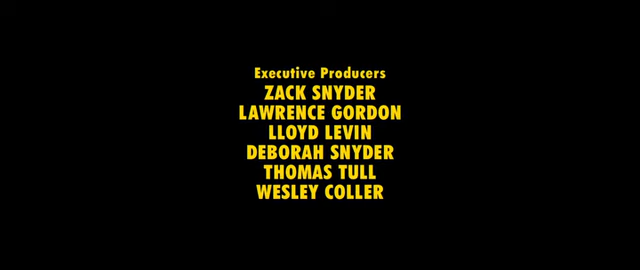 Executive Producers
ZACK SNYDER
LAWRENCE GORDON
LLOYD LEVIN
DEBORAH SNYDER
THOMAS TULL
WESLEY COLLER